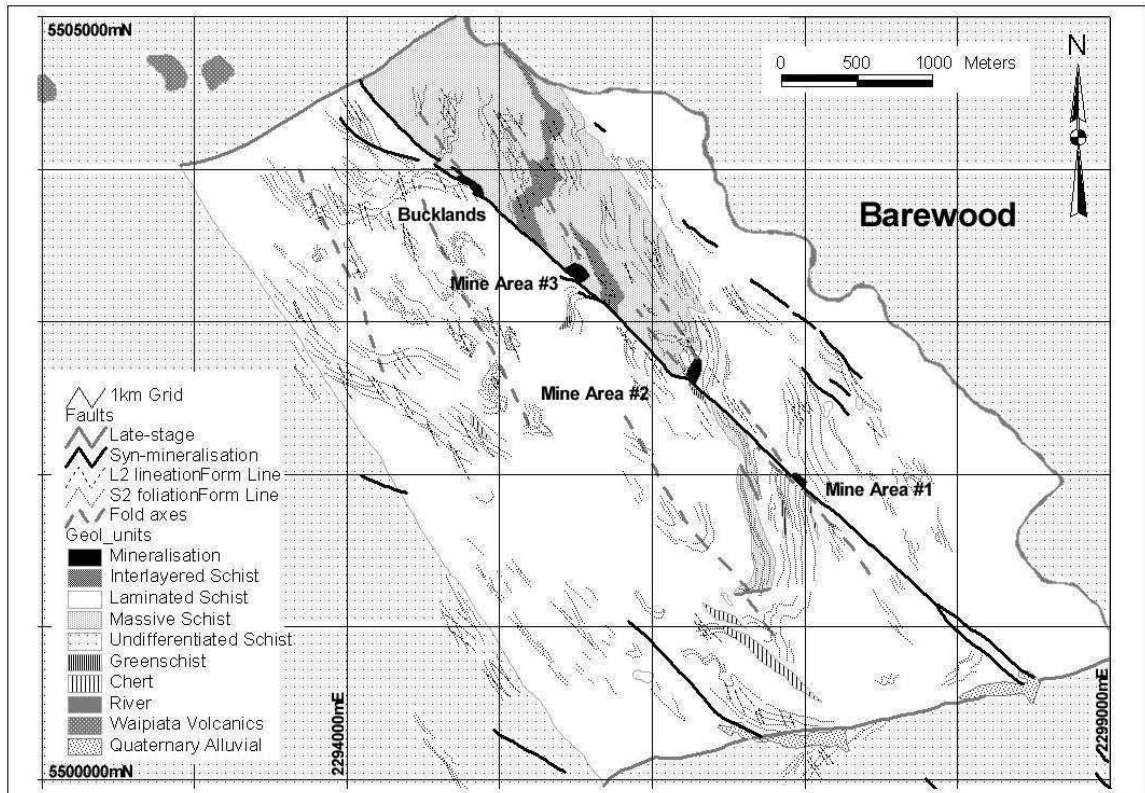 5505000mN
N
0 500 1000 Meters
Barewood
Bucklands
Mine Area #3
Mine Area #2
Mine Area #1
1km Grid
Faults
Late-stage
Syn-mineralisation
L2 lineationForm Line
S2 foliationForm Line
Fold axes
Geol_units
Mineralisation
Interlayered Schist
Laminated Schist
Massive Schist
Undifferentiated Schist
Greenschist
Chert
River
Waipiata Volcanics
Quaternary Alluvial
5500000mN
2294000mE
2299000mE